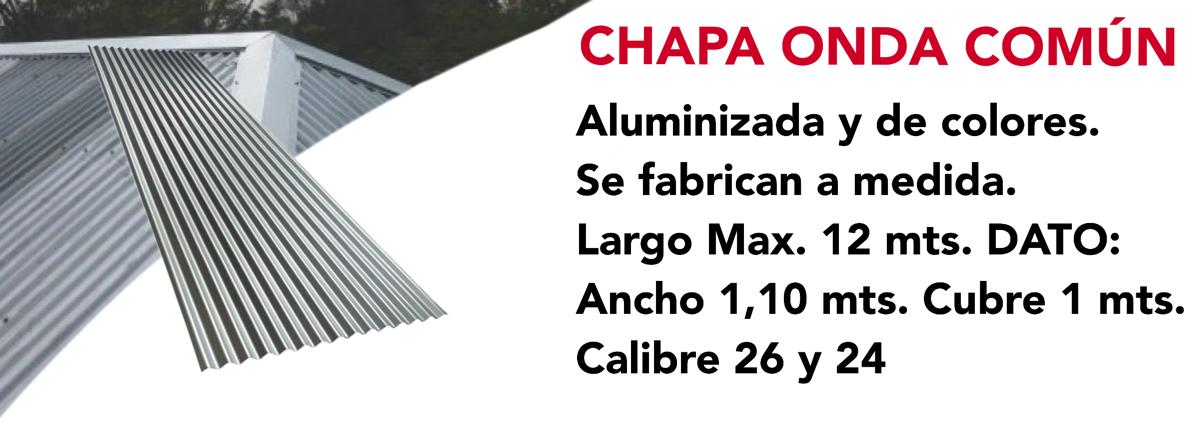 CHAPA ONDA COMÚN
Aluminizada y de colores.
Se fabrican a medida.
Largo Max. 12 mts. DATO:
Ancho 1,10 mts. Cubre 1 mts.
Calibre 26 y 24